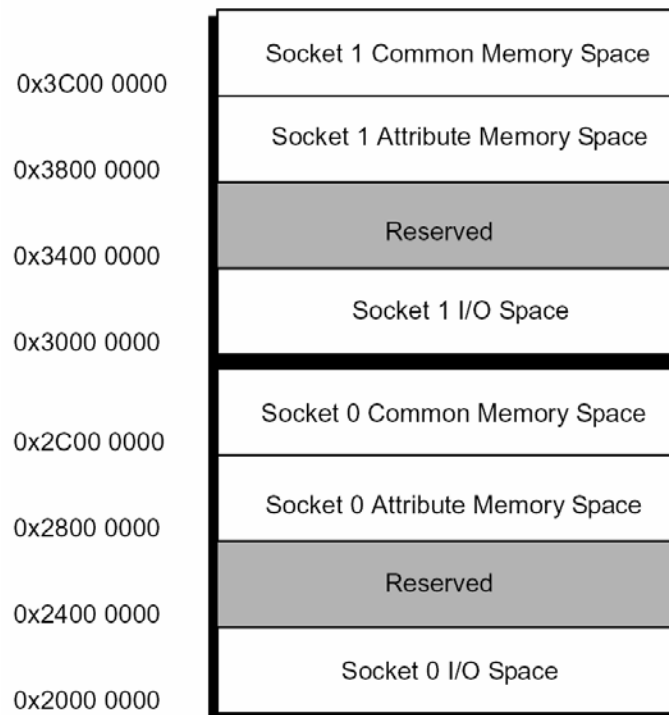 Socket 1 Common Memory Space
0x3C00 0000
Socket 1 Attribute Memory Space
0x3800 0000
Reserved
0x3400 0000
Socket 1 I/O Space
0x3000 0000
Socket 0 Common Memory Space
0x2C00 0000
Socket 0 Attribute Memory Space
0x2800 0000
Reserved
0x2400 0000
Socket 0 I/O Space
0x2000 0000